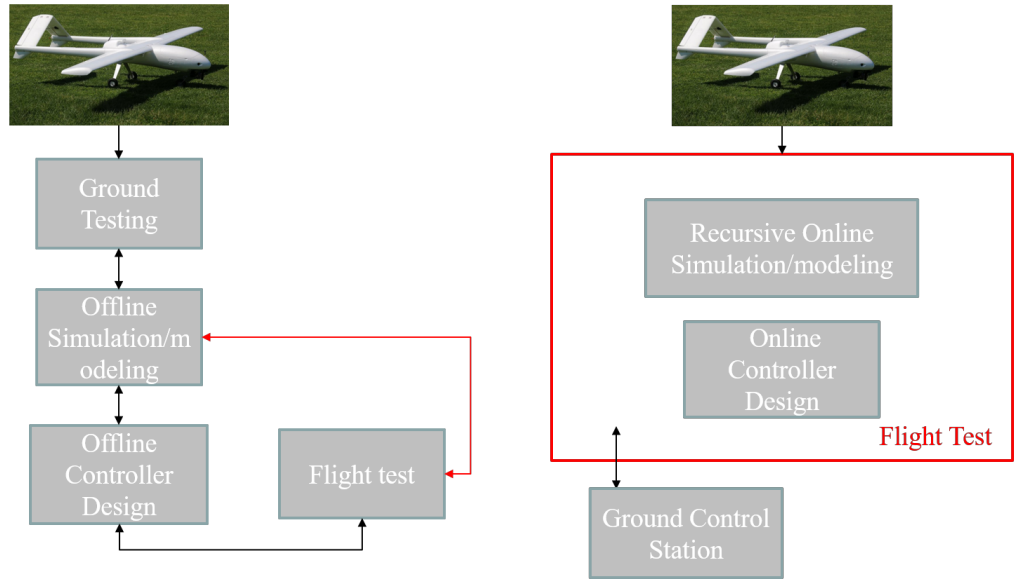 Ground
Testing
Offline
Simulation/m
odeling
Offline
Controller
Design
Flight test
Recursive Online
Simulation/modeling
Online
Controller
Design
Flight Test
Ground Control
Station